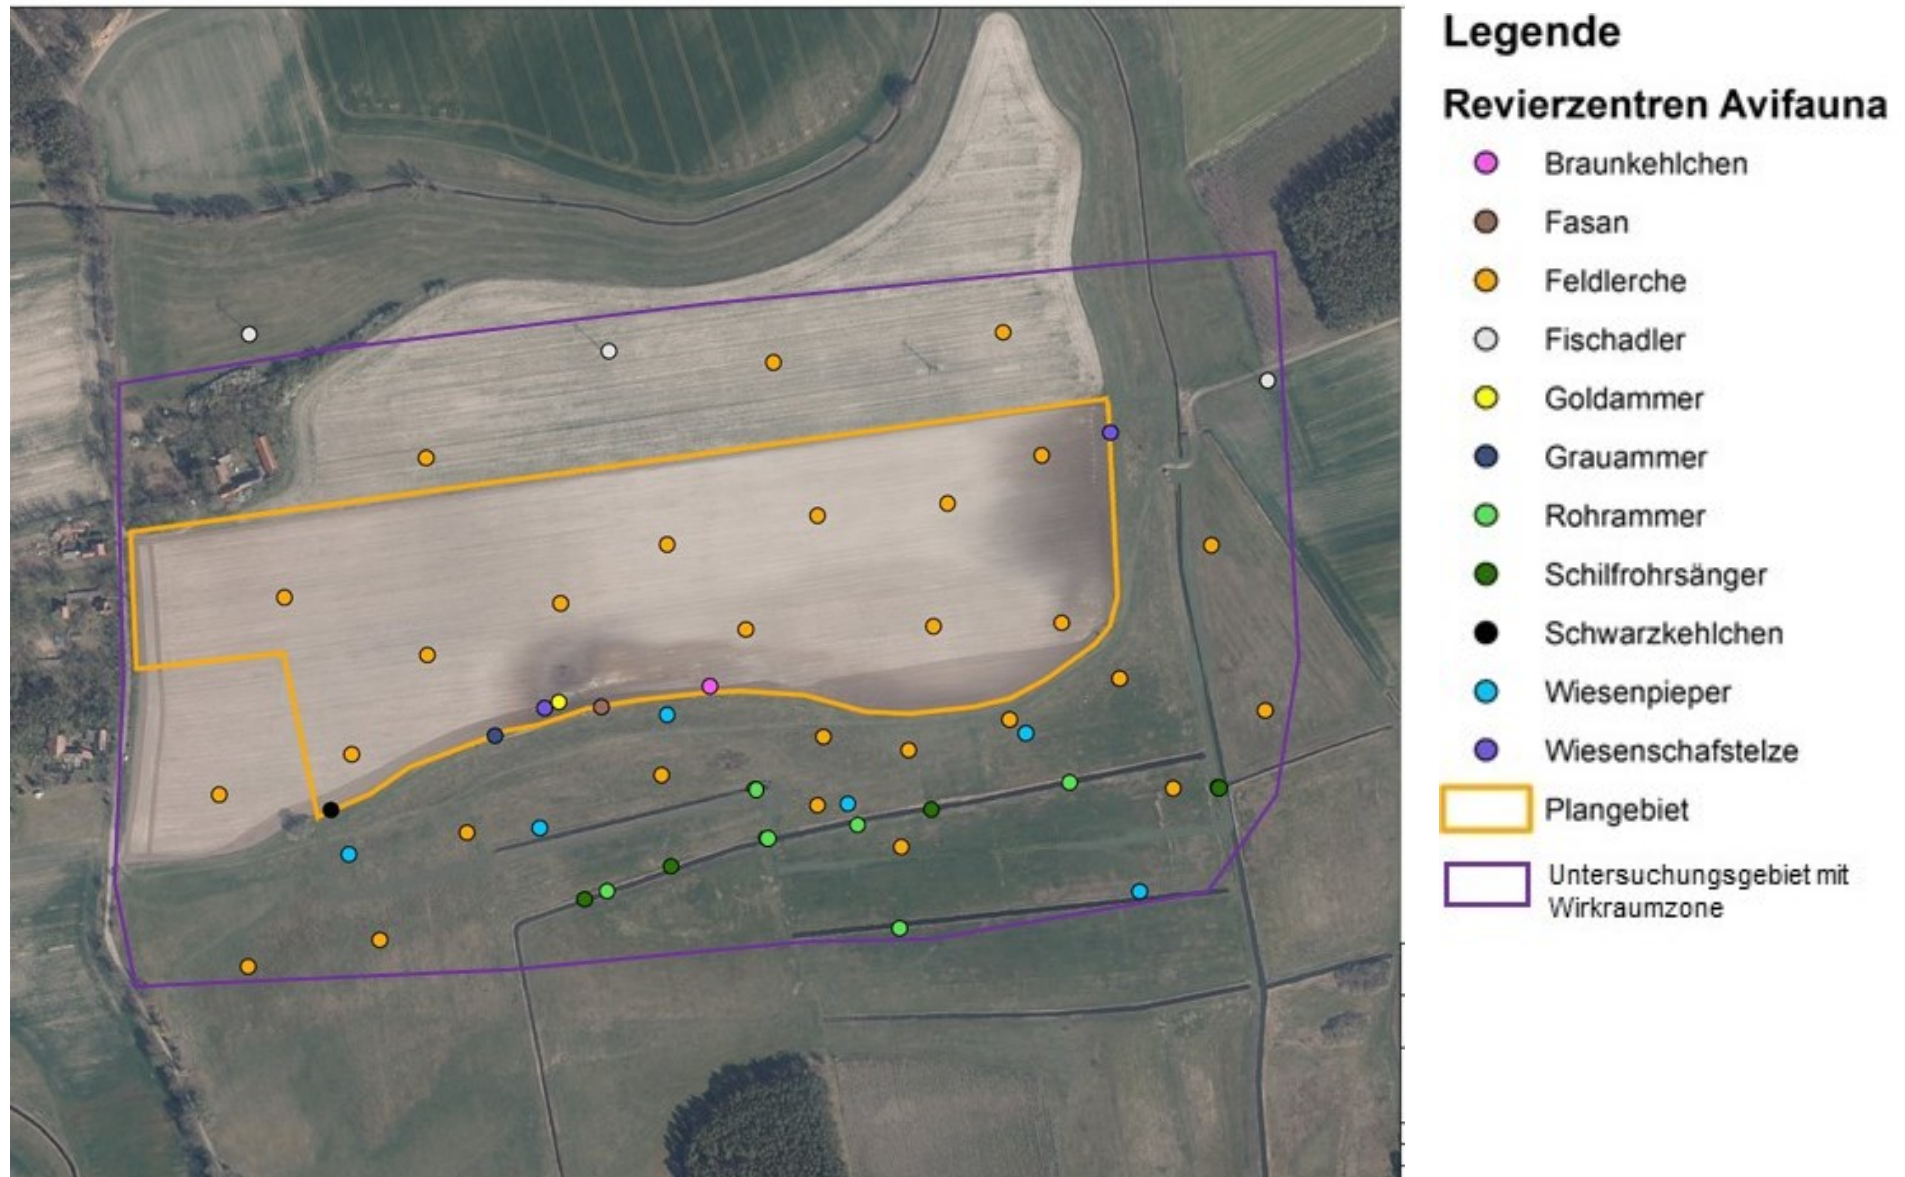 Legende
Revierzentren Avifauna
Braunkehlchen
Fasan
Feldlerche
Fischadler
Goldammer
Grauammer
Rohrammer
Schilfrohrsänger
Schwarzkehlchen
Wiesenpieper
Wiesenschafstelze
Plangebiet
Untersuchungsgebiet mit
Wirkraumzone